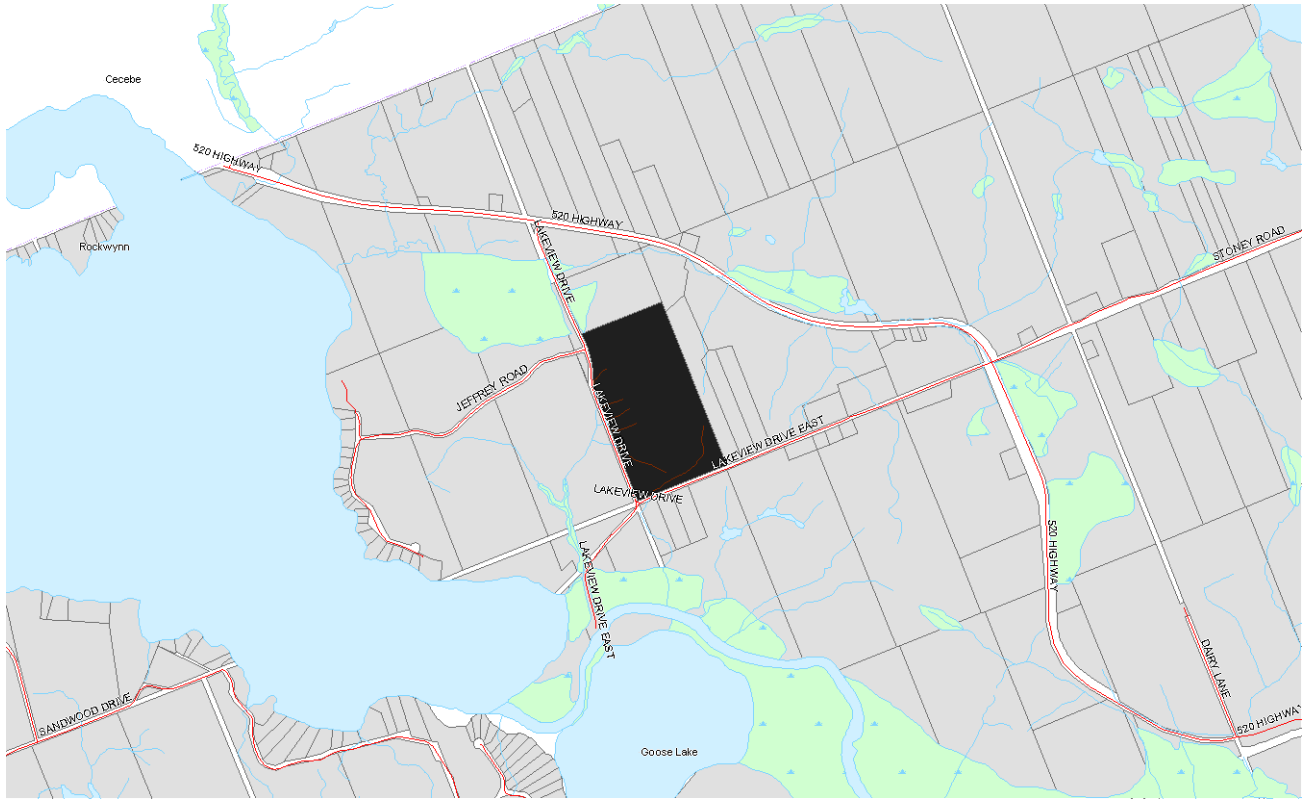 Cecebe
520 HIGHWAY
520 HIGHWAY
LAKEVIEW DRIVE
Rockwynn
STONEY ROAD
JEFFREY ROAD
LAKEVIEW DRIVE
LAKEVIEW DRIVE EAST
LAKEVIEW DRIVE
520 HIGHWAY
LAKEVIEW DRIVE EAST
DAIRY LANE
SANDWOOD DRIVE
520 HIGHWAY
Goose Lake